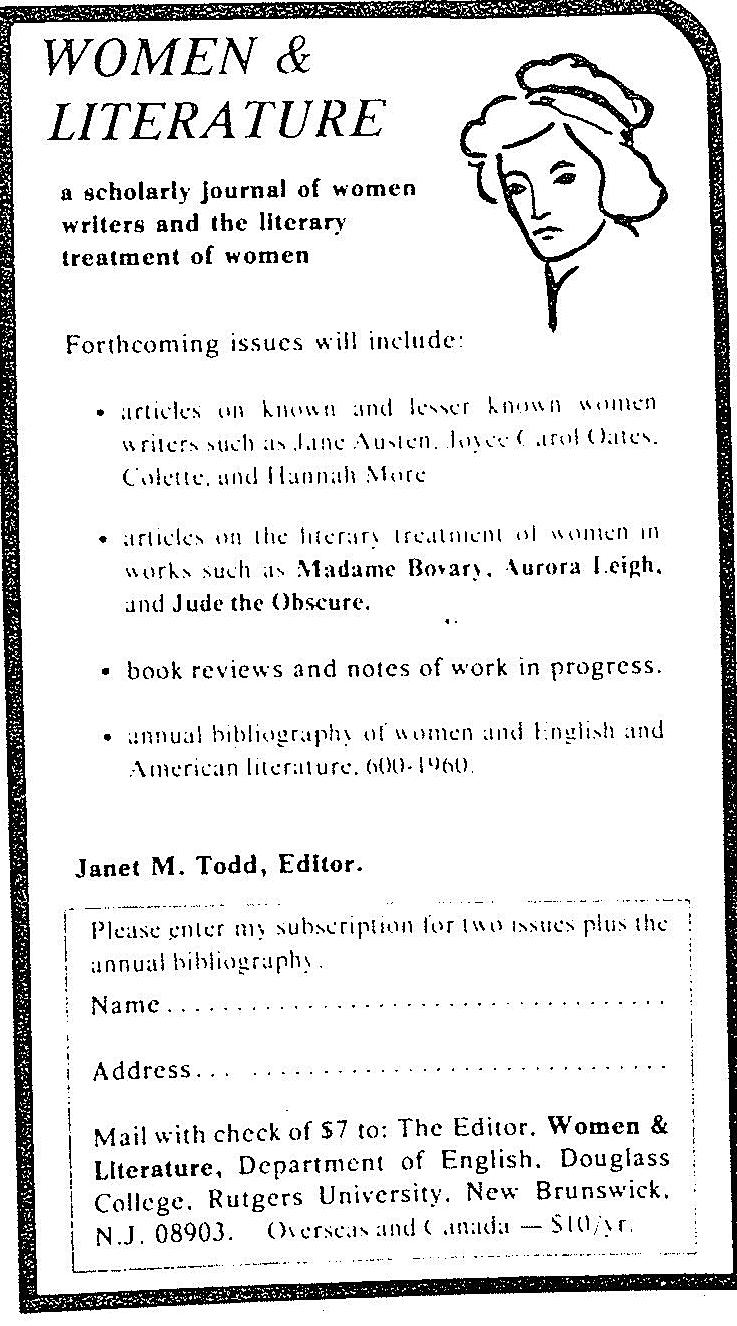 WOMEN &
LITERATURE
a scholarly journal of women
writers and the literary
treatment of women
Forthcoming issues will include:
• articles on known and lesser known women
writers such as Jane Austen, Joyce Carol Oates,
Colette, and Hannah More
• articles on the literary treatment of women in
works such as Madame Bovary, Aurora Leigh,
and Jude the Obscure.
• book reviews and notes of work in progress.
• annual bibliography of women and English and
American literature, 600-1960.
Janet M. Todd, Editor.
Please enter my subscription for two issues plus the
annual bibliography.
Name......................................
Address... ..............................
Mail with check of $7 to: The Editor, Women &
Literature, Department of English, Douglass
College, Rutgers University, New Brunswick,
N.J. 08903. Overseas and Canada — $10/yr.